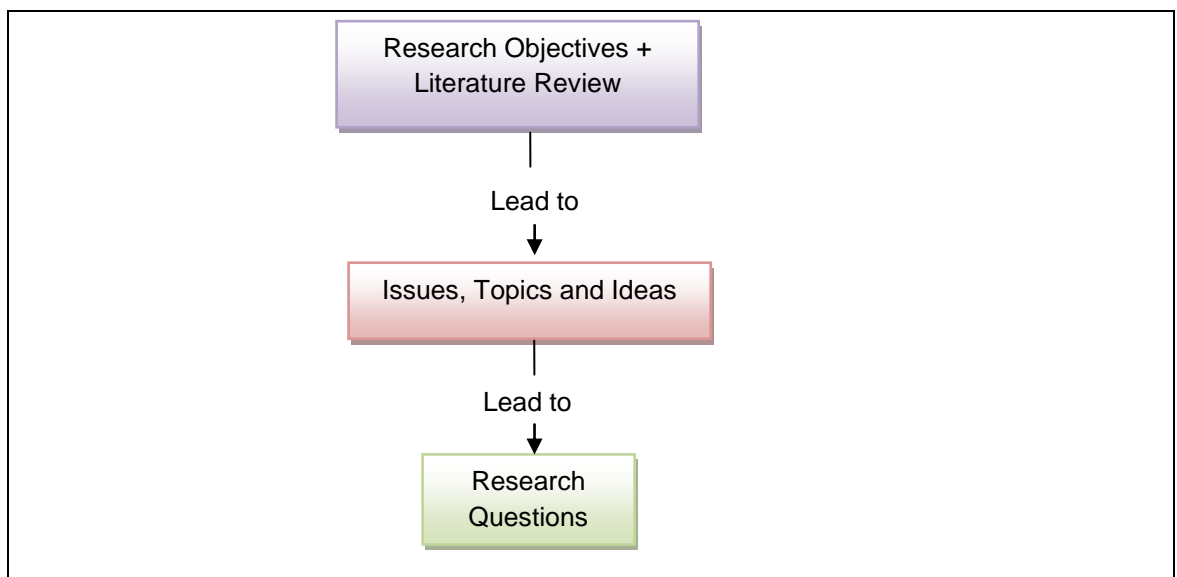 Research Objectives +
Literature Review
Lead to
Issues, Topics and Ideas
Lead to
Research
Questions